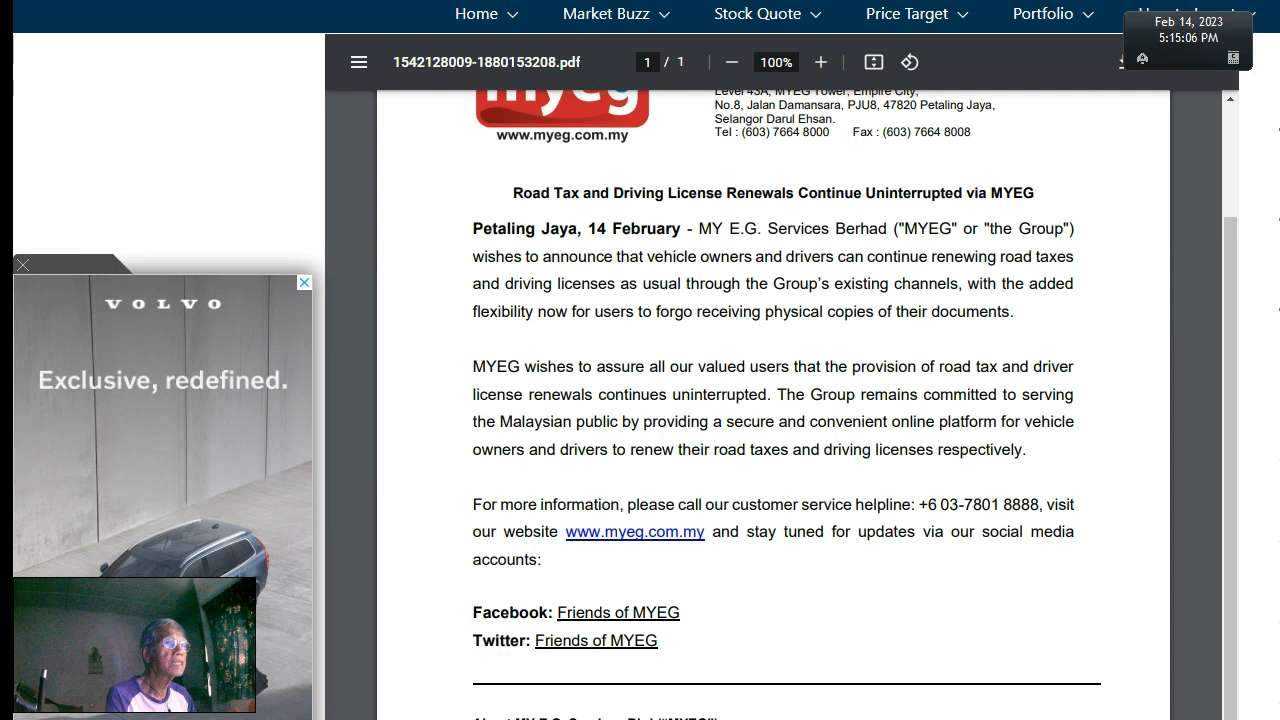 Home
Market Buzz
Stock Quote
Price Target
Portfolio
Feb 14, 2023
5:15:06 PM
1542128009-1880153208.pdf
1 / 1
100%
myeg
www.myeg.com.my
Level 43A, MYEG Tower, Empire City,
No.8, Jalan Damansara, PJU8, 47820 Petaling Jaya,
Selangor Darul Ehsan.
Tel : (603) 7664 8000 Fax : (603) 7664 8008
Road Tax and Driving License Renewals Continue Uninterrupted via MYEG
Petaling Jaya, 14 February - MY E.G. Services Berhad ("MYEG" or "the Group")
wishes to announce that vehicle owners and drivers can continue renewing road taxes
and driving licenses as usual through the Group’s existing channels, with the added
flexibility now for users to forgo receiving physical copies of their documents.
MYEG wishes to assure all our valued users that the provision of road tax and driver
license renewals continues uninterrupted. The Group remains committed to serving
the Malaysian public by providing a secure and convenient online platform for vehicle
owners and drivers to renew their road taxes and driving licenses respectively.
For more information, please call our customer service helpline: +6 03-7801 8888, visit
our website www.myeg.com.my and stay tuned for updates via our social media
accounts:
Facebook: Friends of MYEG
Twitter: Friends of MYEG
VOLVO
Exclusive, redefined.